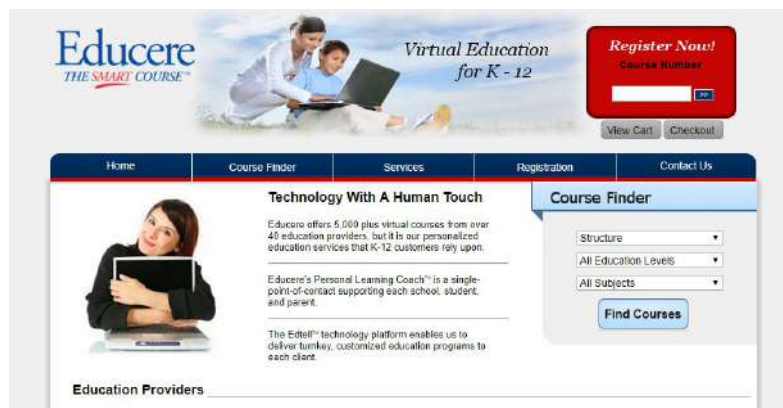 Educere
THE SMART COURSE™
Virtual Education
for K - 12
Register Now!
Course Number
>>
View Cart
Checkout
Home
Course Finder
Services
Registration
Contact Us
Technology With A Human Touch
Educere offers 5,000 plus virtual courses from over
40 education providers, but it is our personalized
education services that K-12 customers rely upon.
Educere's Personal Learning Coach™ is a single-
point-of-contact supporting each school, student,
and parent.
The Edtell™ technology platform enables us to
deliver turnkey, customized education programs to
each client.
Course Finder
Structure
All Education Levels
All Subjects
Find Courses
Education Providers